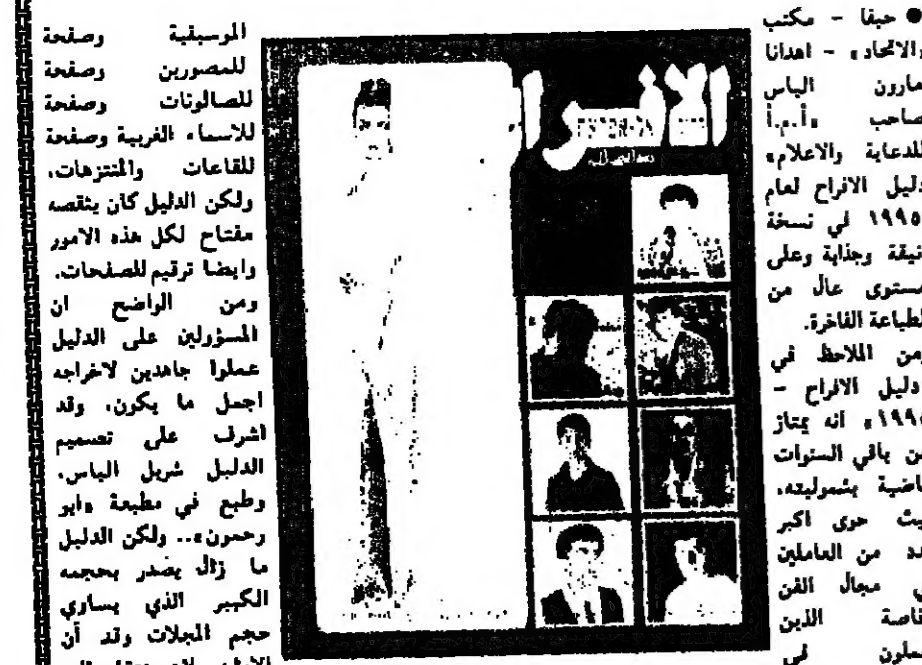 ● حيفا - مكتب
«الاتحاد» - اهدانا
مارون الياس
صاحب «أ.م.أ
للدعاية والاعلام»
دليل الافراح لعام
١٩٩٥ في نسخة
انيقة وجذابة وعلى
مستوى عال من
الطباعة الفاخرة.
ومن الملاحظ في
دليل الافراح -
انه يمتاز
عن باقي السنوات
الماضية بشموليته،
حيث حوى اكبر
عدد من العاملين
في مجال الفن
وخاصة الذين
يعملون في
الموسيقية وصفحة
للمصورين وصفحة
للصالونات وصفحة
للاسماء الغريبة وصفحة
للقاعات والمتنزهات،
ولكن الدليل كان ينقصه
مفتاح لكل هذه الامور
وايضا ترقيم للصفحات.
ومن الواضح ان
المسؤولين على الدليل
عملوا جاهدين لاخراجه
اجمل ما يكون، وقد
اشرف على تصميم
الدليل شربل الياس،
وطبع في مطبعة «ابو
رحمون».. ولكن الدليل
ما زال يصدر بحجمه
الكبير الذي يساوي
حجم المجلات وقد أن